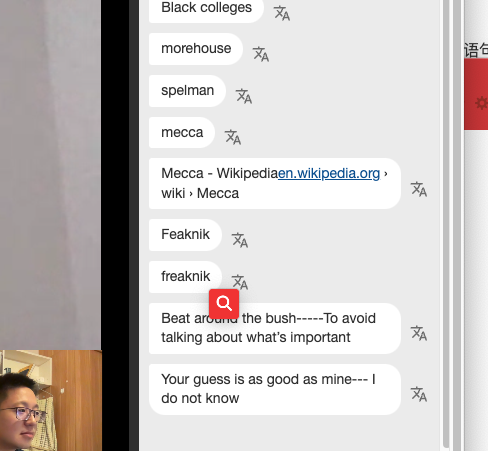 Black colleges
语句
morehouse
spelman
mecca
Mecca - Wikipediaen.wikipedia.org ›
wiki › Mecca
Feaknik
freaknik
Beat around the bush-----To avoid
talking about what's important
Your guess is as good as mine--- I
do not know